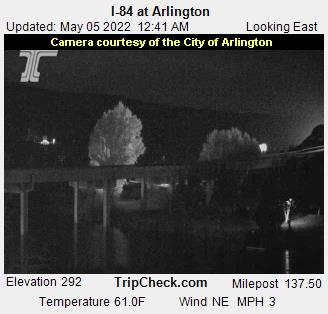 I-84 at Arlington
Updated: May 05 2022 12:41 AM Looking East
Camera courtesy of the City of Arlington
Elevation 292 TripCheck.com Milepost 137.50
Temperature 61.0F Wind NE MPH 3